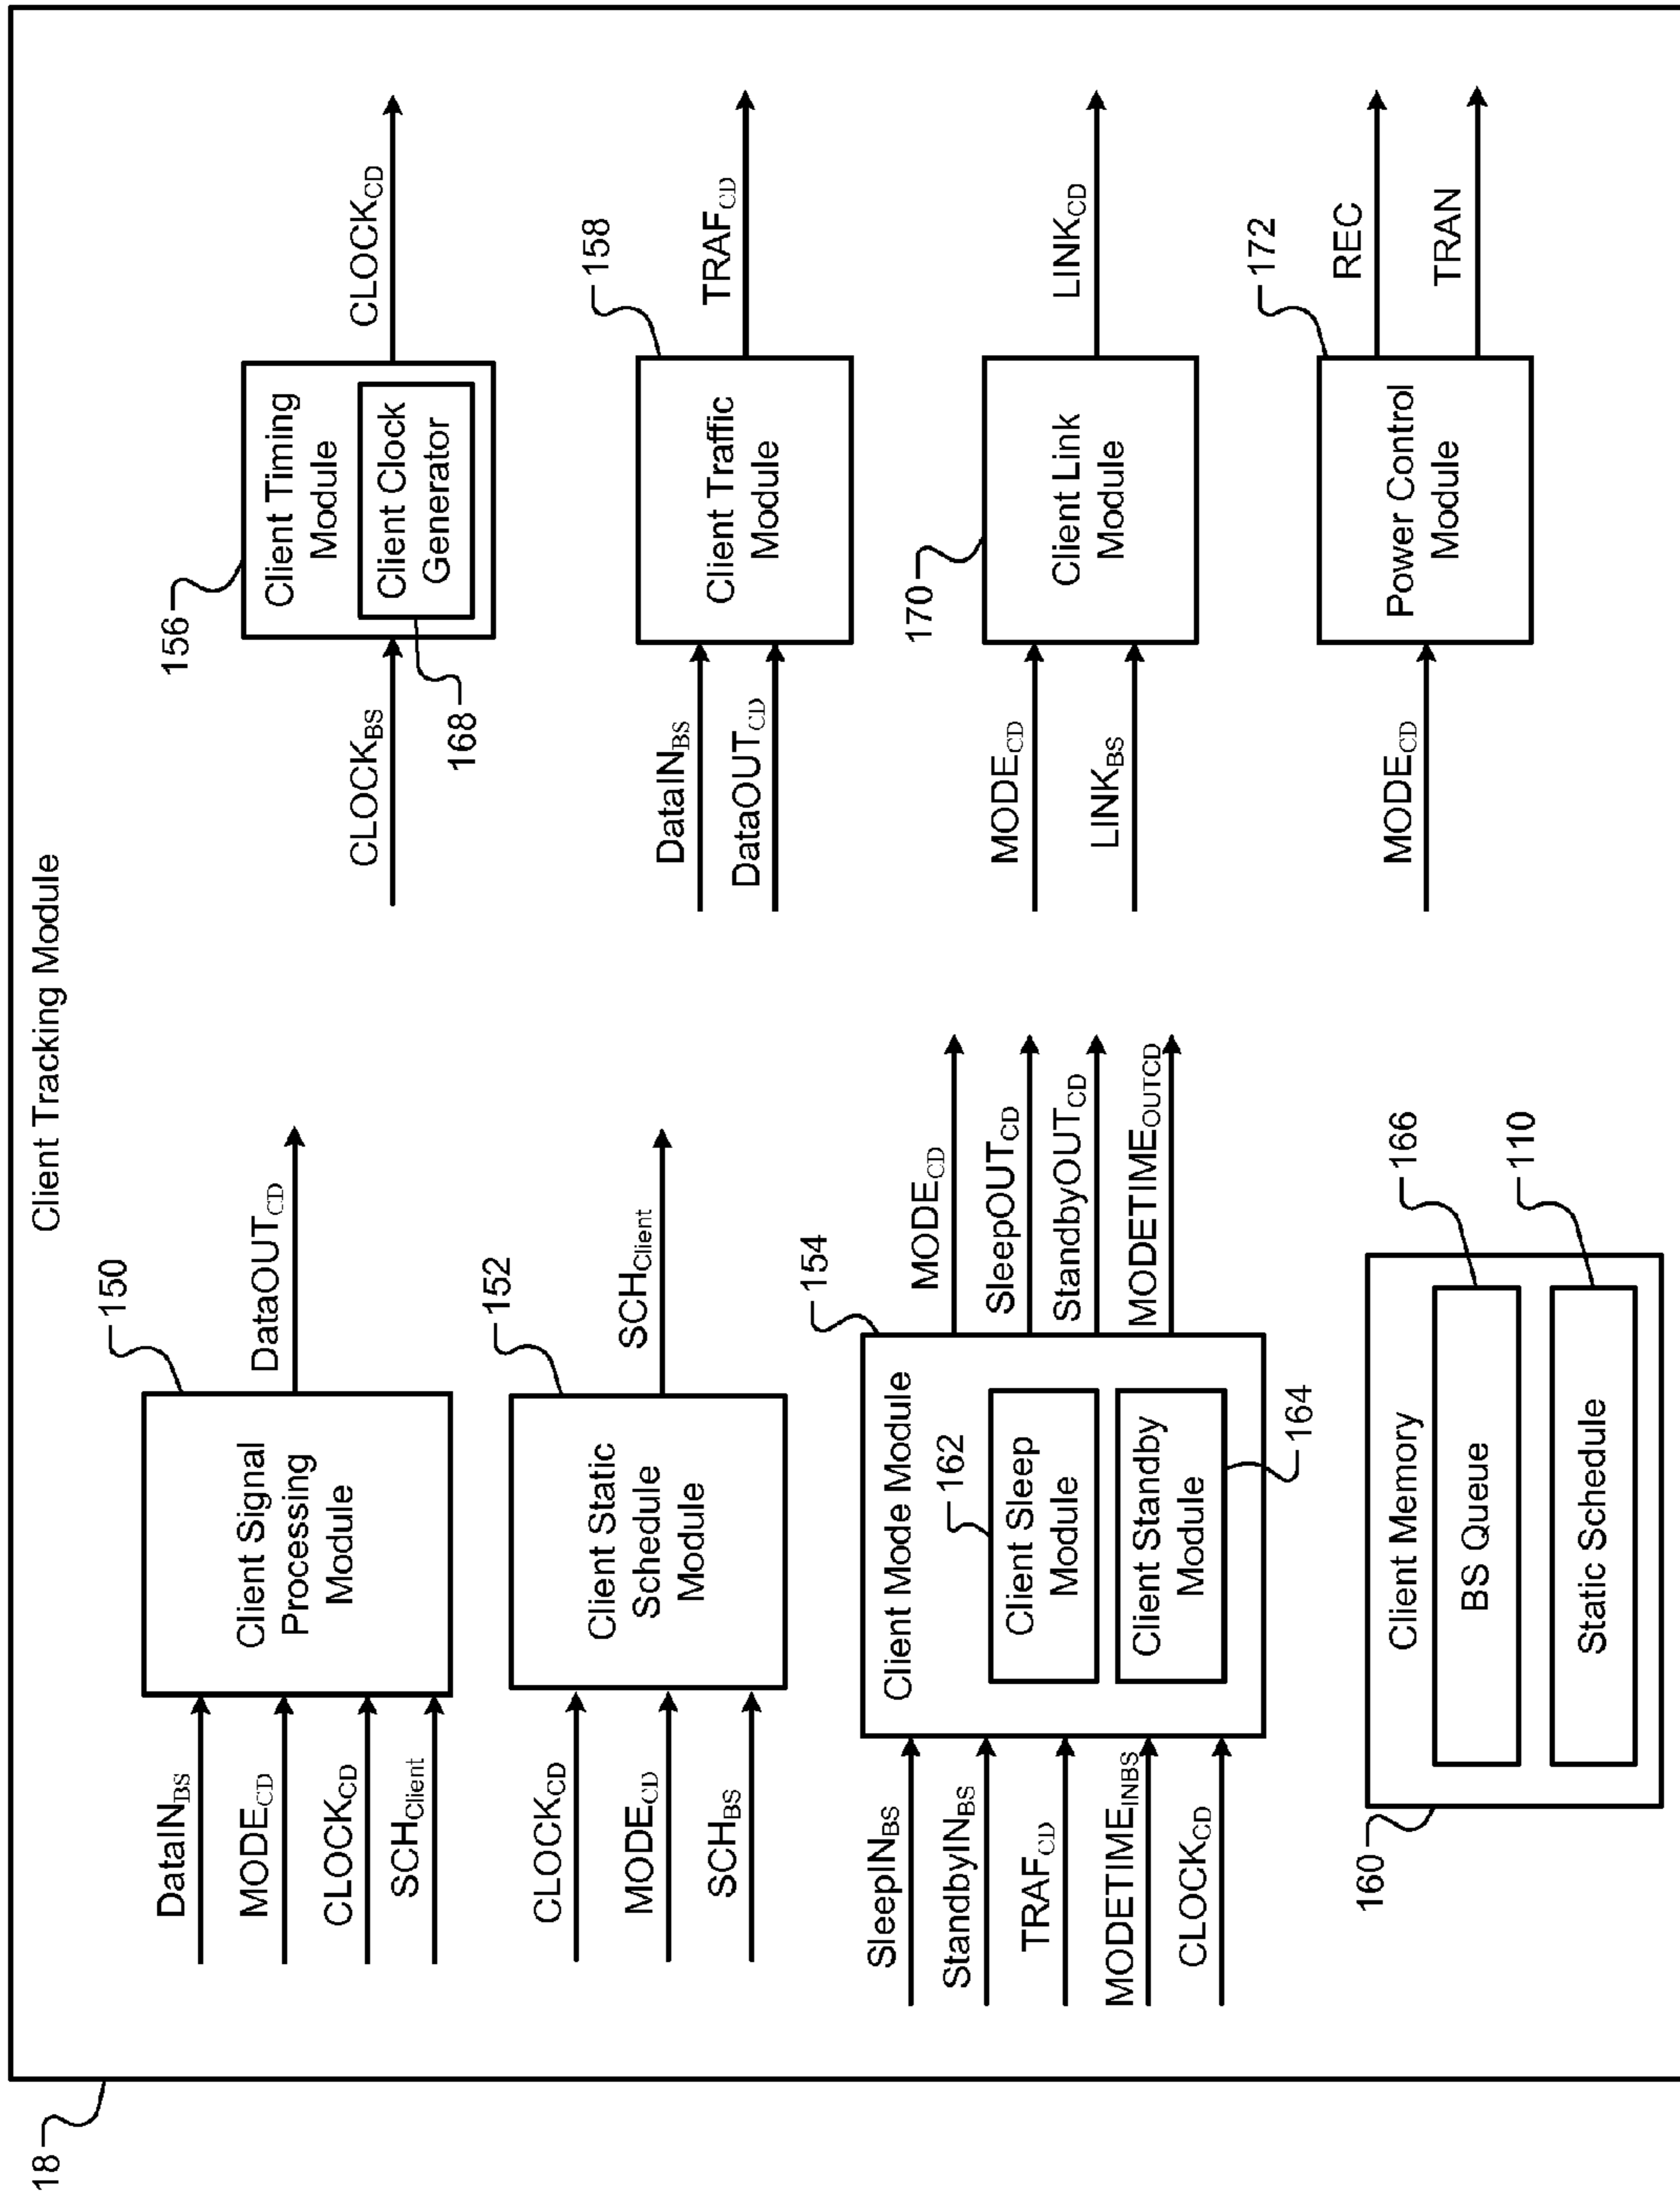 Client Tracking Module
18
DataIN_BS
MODE_CD
CLOCK_CD
SCH_Client
Client Signal
Processing
Module
150
DataOUT_CD
CLOCK_CD
MODE_CD
SCH_BS
Client Static
Schedule
Module
152
SCH_Client
SleepIN_BS
StandbyIN_BS
TRAF_CD
MODETIME_INBS
CLOCK_CD
Client Mode Module
162
Client Sleep
Module
Client Standby
Module
164
154
MODE_CD
SleepOUT_CD
StandbyOUT_CD
MODETIME_OUTCD
160
Client Memory
BS Queue
166
Static Schedule
110
CLOCK_BS
156
Client Timing
Module
Client Clock
Generator
168
CLOCK_CD
DataIN_BS
DataOUT_CD
Client Traffic
Module
158
TRAF_CD
MODE_CD
LINK_BS
170
Client Link
Module
LINK_CD
MODE_CD
Power Control
Module
172
REC
TRAN